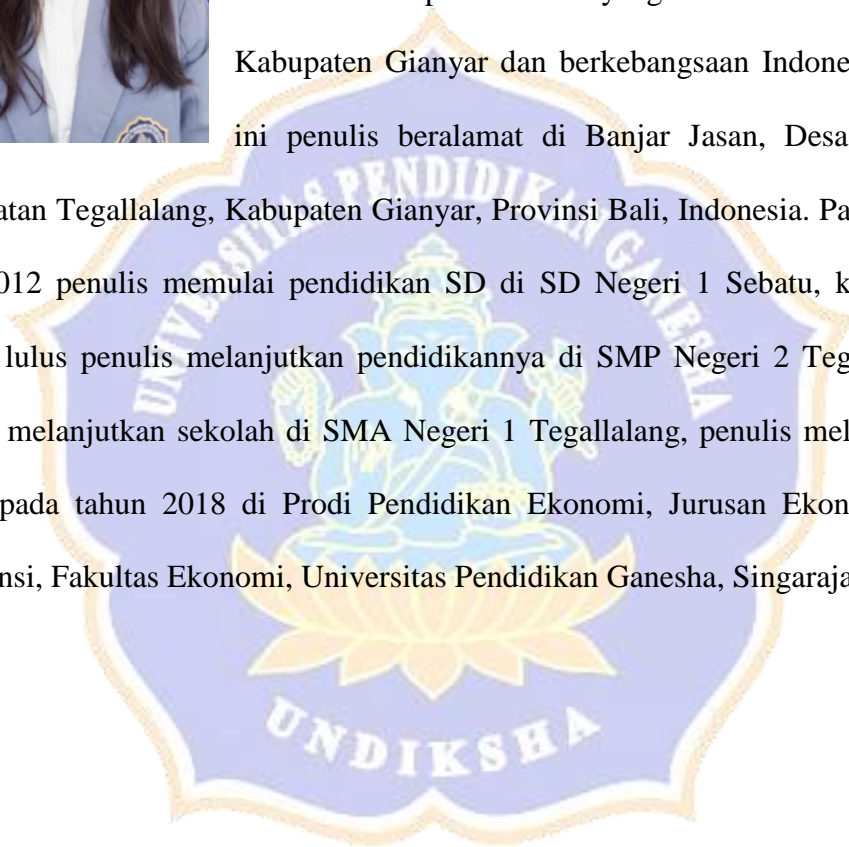 Kabupaten Gianyar dan berkebangsaan Indone
ini penulis beralamat di Banjar Jasan, Desa
atan Tegallalang, Kabupaten Gianyar, Provinsi Bali, Indonesia. Pa
012 penulis memulai pendidikan SD di SD Negeri 1 Sebatu, k
lulus penulis melanjutkan pendidikannya di SMP Negeri 2 Teg
melanjutkan sekolah di SMA Negeri 1 Tegallalang, penulis mel
pada tahun 2018 di Prodi Pendidikan Ekonomi, Jurusan Ekon
nsi, Fakultas Ekonomi, Universitas Pendidikan Ganesha, Singaraja
UNIVERSITAS PENDIDIKAN GANESHA
UNDIKSHA